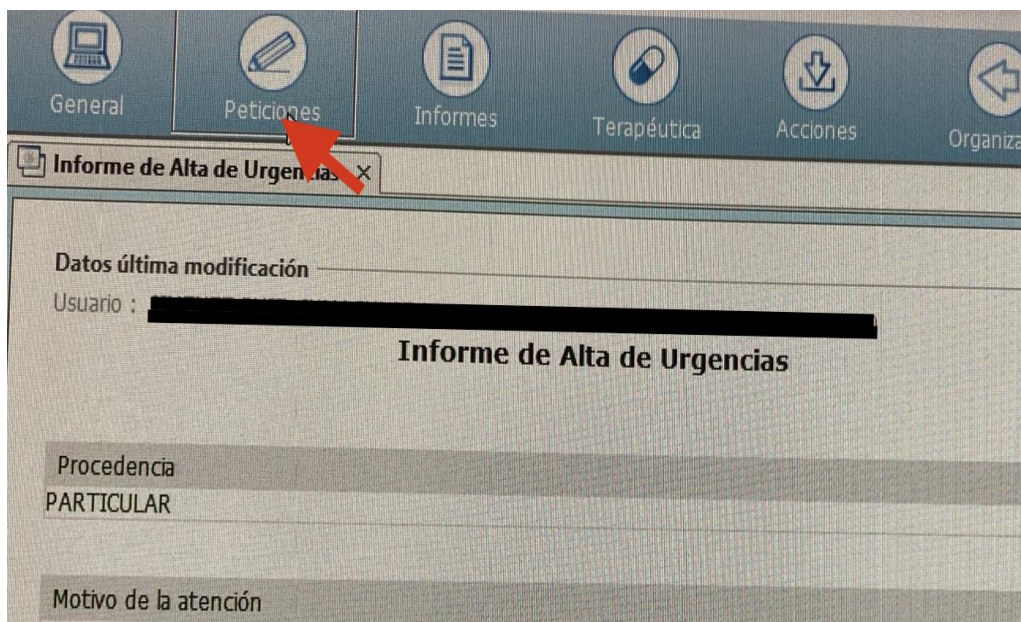 General
Peticiones
Informes
Terapéutica
Acciones
Organiza
Informe de Alta de Urgencias
Datos última modificación
Usuario :
Informe de Alta de Urgencias
Procedencia
PARTICULAR
Motivo de la atención